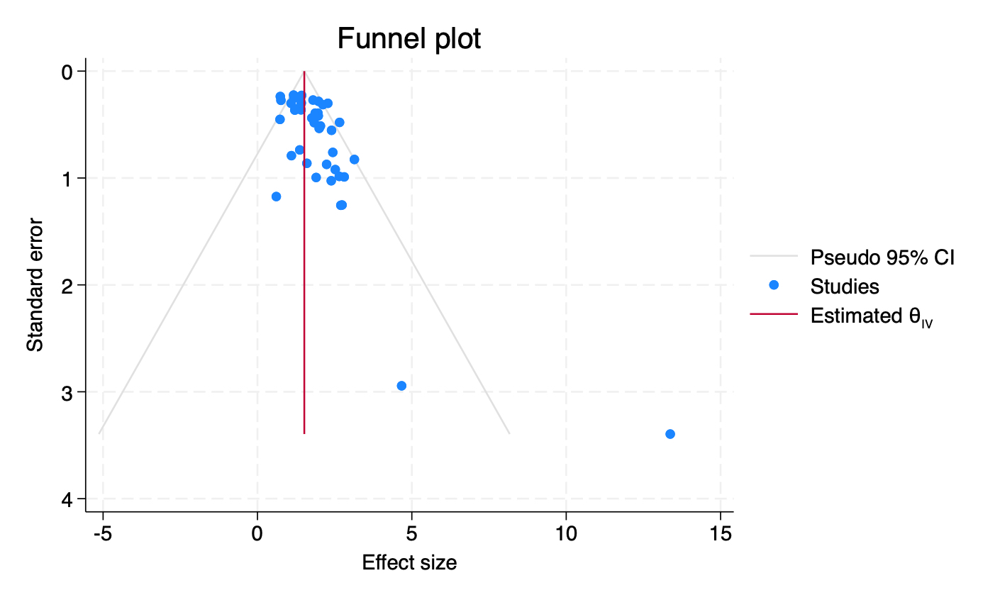 Funnel plot
0
1
2
3
4
Standard error
-5 0 5 10 15
Effect size
Pseudo 95% CI
Studies
Estimated θIV